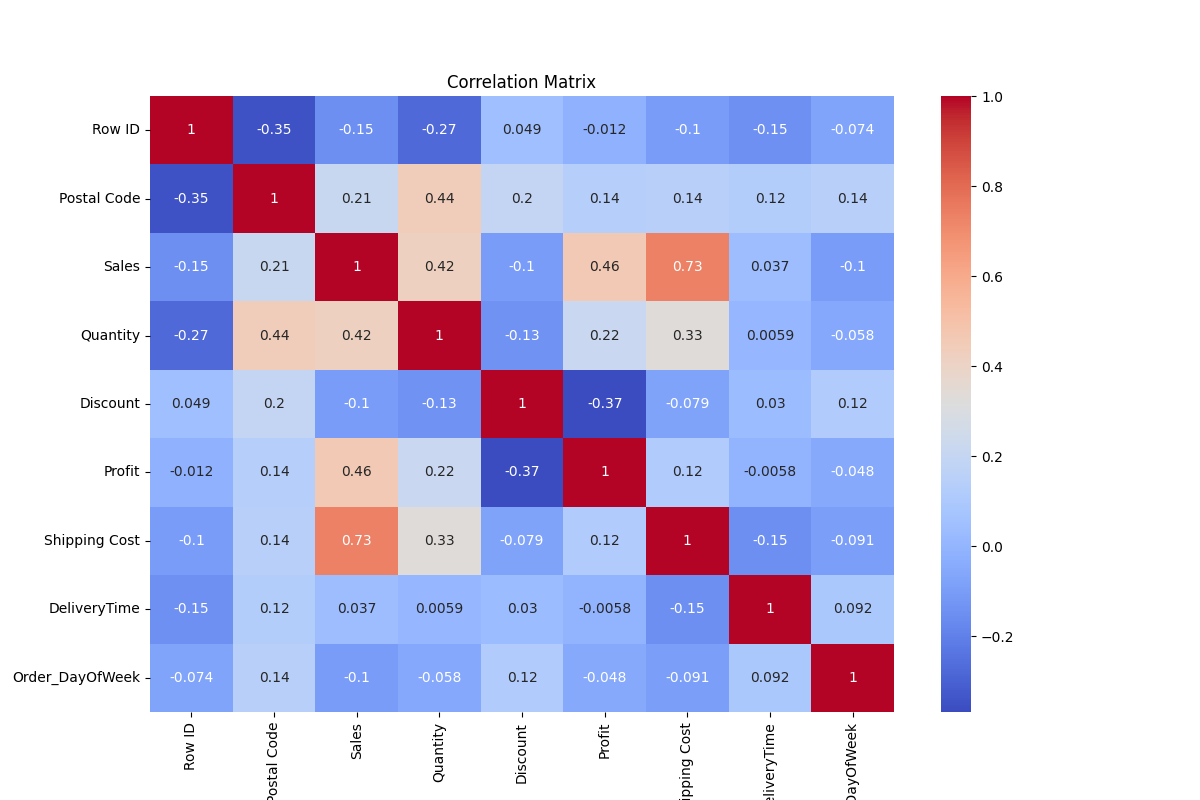 Correlation Matrix
Row ID 1 -0.35 -0.15 -0.27 0.049 -0.012 -0.1 -0.15 -0.074
Postal Code -0.35 1 0.21 0.44 0.2 0.14 0.14 0.12 0.14
Sales -0.15 0.21 1 0.42 -0.1 0.46 0.73 0.037 -0.1
Quantity -0.27 0.44 0.42 1 -0.13 0.22 0.33 0.0059 -0.058
Discount 0.049 0.2 -0.1 -0.13 1 -0.37 -0.079 0.03 0.12
Profit -0.012 0.14 0.46 0.22 -0.37 1 0.12 -0.0058 -0.048
Shipping Cost -0.1 0.14 0.73 0.33 -0.079 0.12 1 -0.15 -0.091
DeliveryTime -0.15 0.12 0.037 0.0059 0.03 -0.0058 -0.15 1 0.092
Order_DayOfWeek -0.074 0.14 -0.1 -0.058 0.12 -0.048 -0.091 0.092 1
Row ID
Postal Code
Sales
Quantity
Discount
Profit
ipping Cost
eliveryTime
DayOfWeek
1.0
0.8
0.6
0.4
0.2
0.0
−0.2